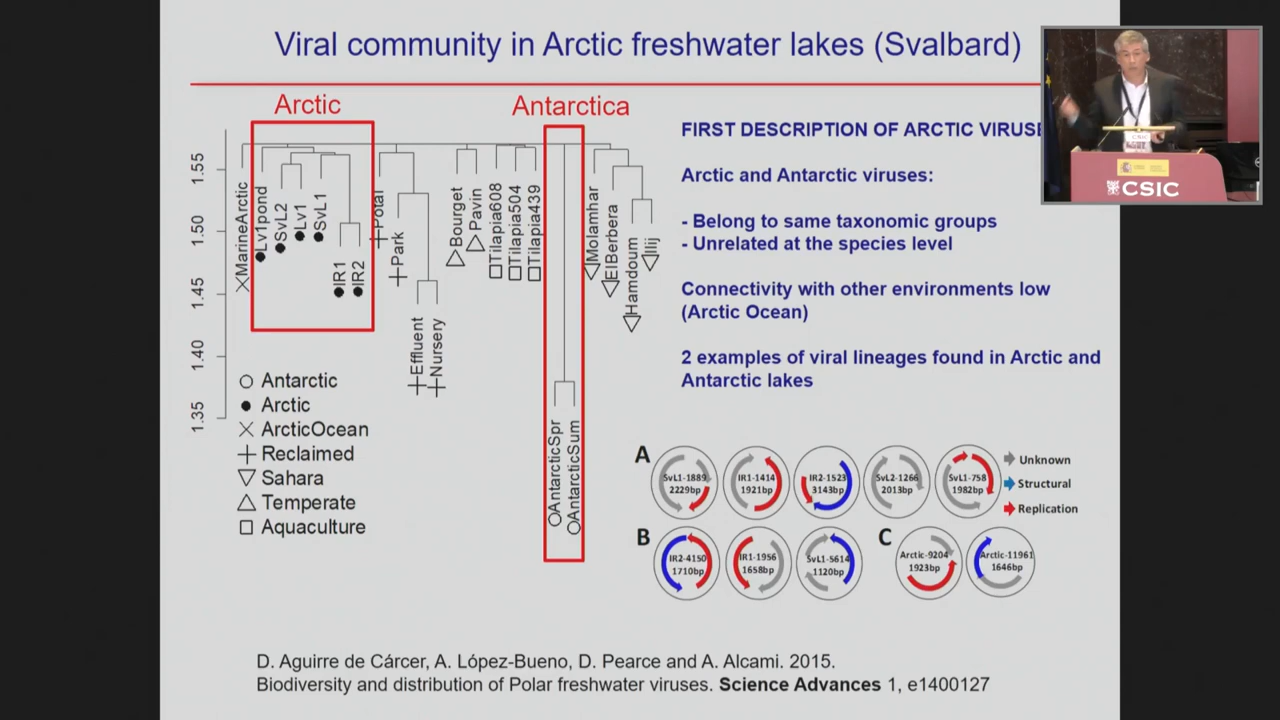 Viral community in Arctic freshwater lakes (Svalbard)
Arctic
Antarctica
1.55
1.50
1.45
1.40
1.35
MarineArctic
Lv1pond
SvL2
Lv1
SvL1
IR1
IR2
Potal
Park
Effluent
Nursery
Bourget
Pavin
Tilapia608
Tilapia504
Tilapia439
AntarcticSpr
AntarcticSum
Molamhar
ElBerbera
Hamdoum
Ilij
Antarctic
Arctic
ArcticOcean
Reclaimed
Sahara
Temperate
Aquaculture
FIRST DESCRIPTION OF ARCTIC VIRUSE
Arctic and Antarctic viruses:
- Belong to same taxonomic groups
- Unrelated at the species level
Connectivity with other environments low
(Arctic Ocean)
2 examples of viral lineages found in Arctic and
Antarctic lakes
A
SvL1-1889
2229bp
IR1-1414
1921bp
IR2-1523
3143bp
SvL2-1266
2013bp
SvL1-758
1982bp
Unknown
Structural
Replication
B
IR2-4150
1710bp
IR1-1956
1658bp
SvL1-5614
1120bp
C
Arctic-9204
1923bp
Arctic-11961
1646bp
D. Aguirre de Cárcer, A. López-Bueno, D. Pearce and A. Alcami. 2015.
Biodiversity and distribution of Polar freshwater viruses. Science Advances 1, e1400127
CSIC
CSIC